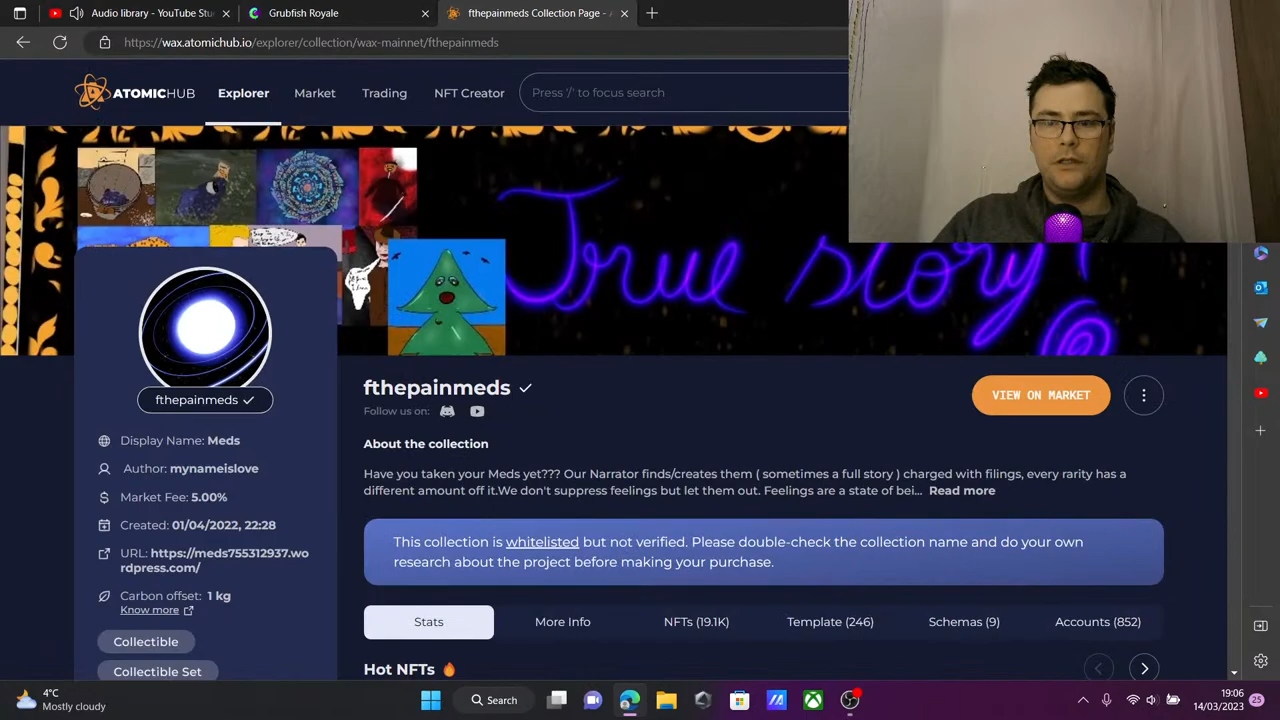 Audio library - YouTube Stu
Grubfish Royale
fthepainmeds Collection Page - A
https://wax.atomichub.io/explorer/collection/wax-mainnet/fthepainmeds
ATOMICHUB
Explorer
Market
Trading
NFT Creator
Press '/' to focus search
True story!
fthepainmeds
Display Name: Meds
Author: mynameislove
Market Fee: 5.00%
Created: 01/04/2022, 22:28
URL: https://meds755312937.wo
rdpress.com/
Carbon offset: 1 kg
Know more
Collectible
Collectible Set
fthepainmeds
Follow us on:
VIEW ON MARKET
About the collection
Have you taken your Meds yet??? Our Narrator finds/creates them ( sometimes a full story ) charged with filings, every rarity has a
different amount off it.We don't suppress feelings but let them out. Feelings are a state of bei... Read more
This collection is whitelisted but not verified. Please double-check the collection name and do your own
research about the project before making your purchase.
Stats
More Info
NFTs (19.1K)
Template (246)
Schemas (9)
Accounts (852)
Hot NFTs
4°C
Mostly cloudy
Search
19:06
14/03/2023
25